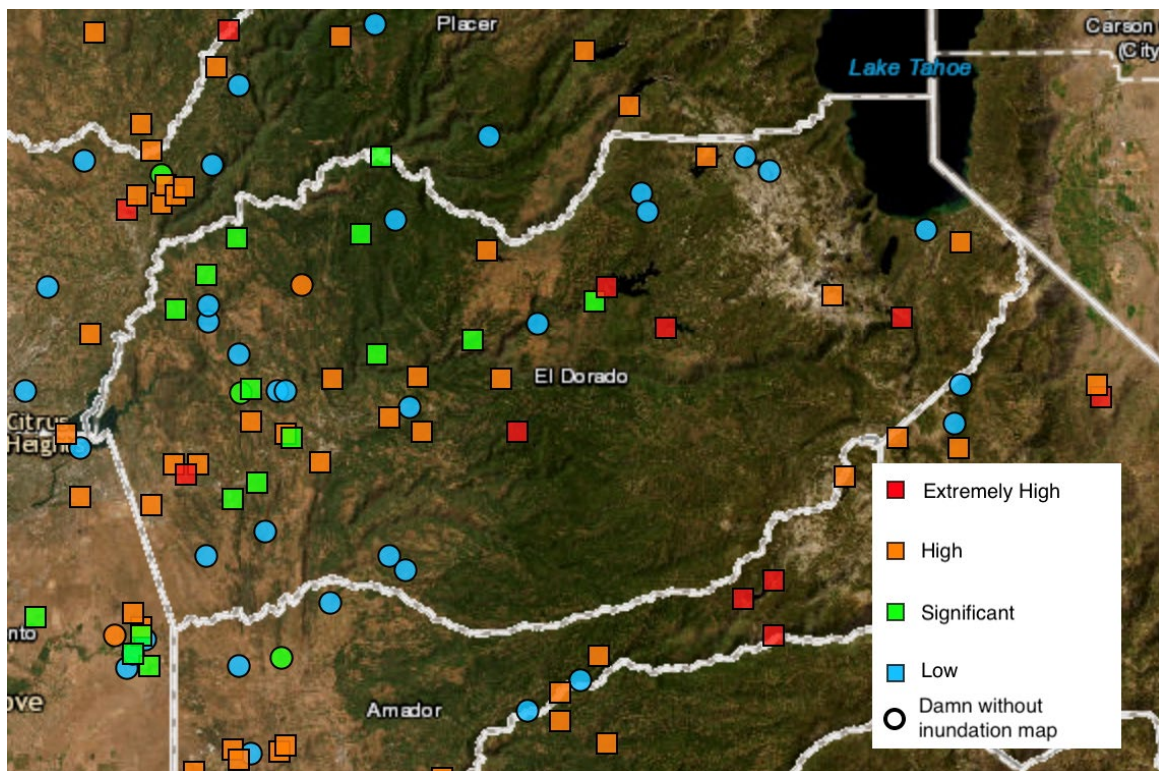 Placer
Carson
(City
Lake Tahoe
El Dorado
Citrus
Heights
Extremely High
High
Significant
nto
Low
ove
Amador
Damn without
inundation map